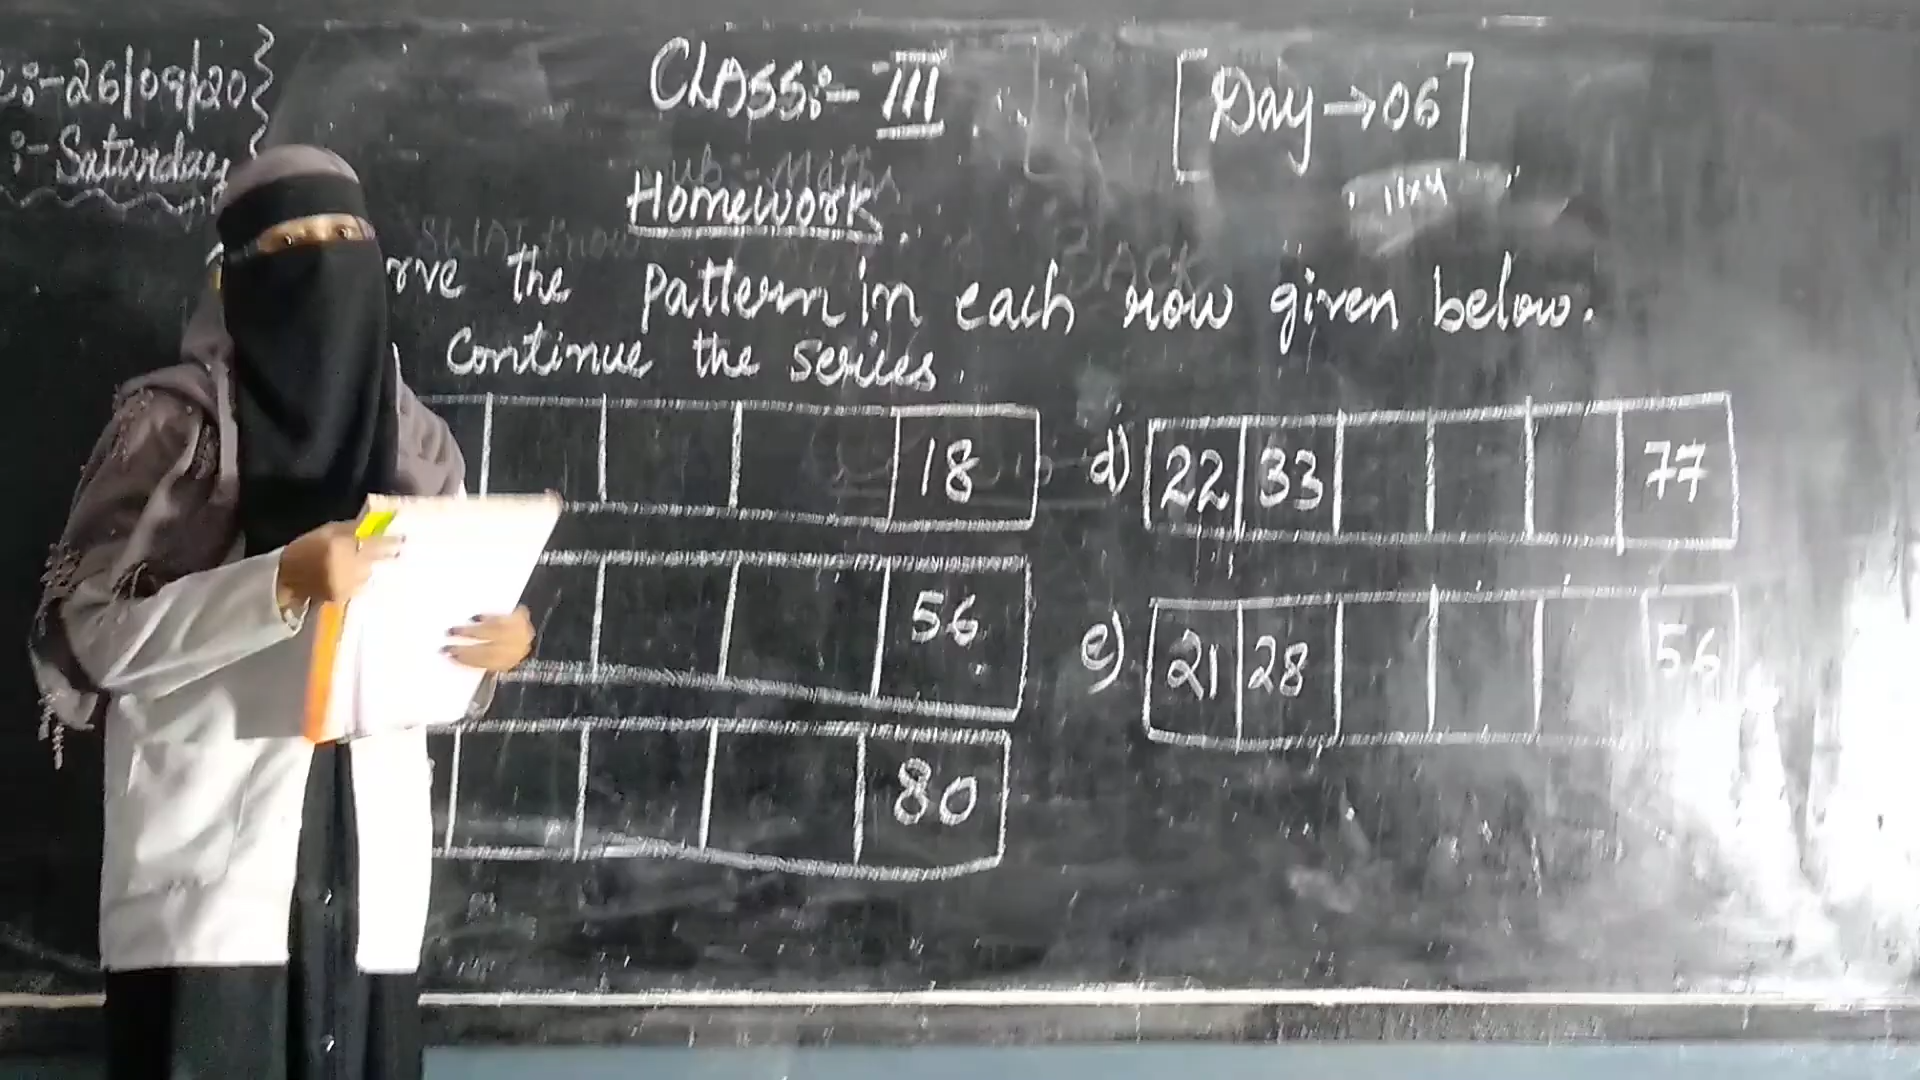 :-26/09/20}
:-Saturday
CLASS:- III
[Day→06]
Homework
11x4
rve the pattern in each row given below.
continue the series.
18
d) 22 33 77
56
e) 21 28 56
80